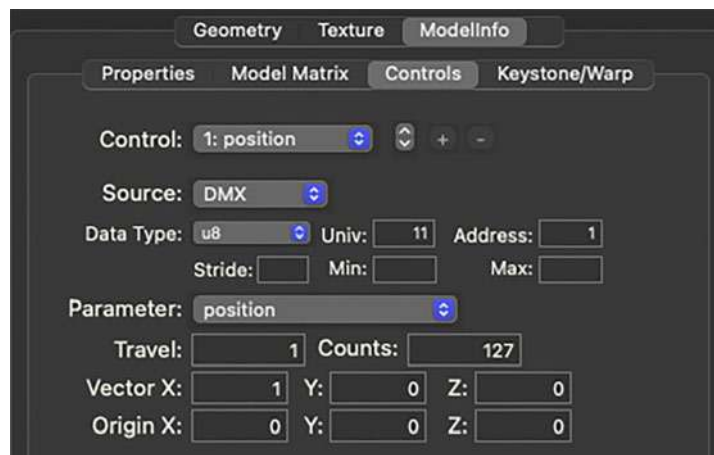 Geometry Texture ModelInfo
Properties Model Matrix Controls Keystone/Warp
Control: 1: position + -
Source: DMX
Data Type: u8 Univ: 11 Address: 1
Stride: Min: Max:
Parameter: position
Travel: 1 Counts: 127
Vector X: 1 Y: 0 Z: 0
Origin X: 0 Y: 0 Z: 0